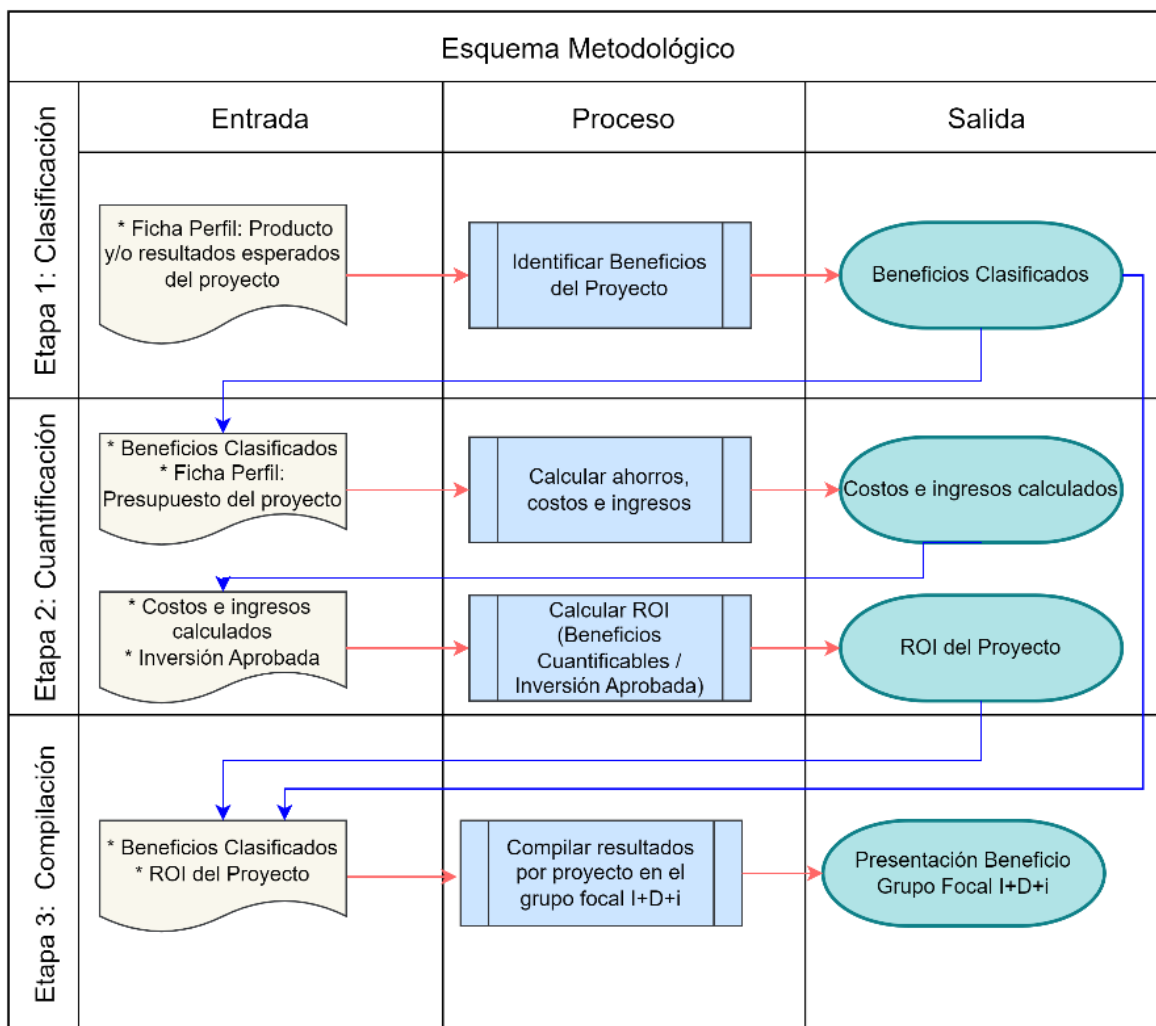 Esquema Metodológico
Entrada
Proceso
Salida
Etapa 1: Clasificación
* Ficha Perfil: Producto
y/o resultados esperados
del proyecto
Identificar Beneficios
del Proyecto
Beneficios Clasificados
Etapa 2: Cuantificación
* Beneficios Clasificados
* Ficha Perfil:
Presupuesto del proyecto
Calcular ahorros,
costos e ingresos
Costos e ingresos calculados
* Costos e ingresos
calculados
* Inversión Aprobada
Calcular ROI
(Beneficios
Cuantificables /
Inversión Aprobada)
ROI del Proyecto
Etapa 3: Compilación
* Beneficios Clasificados
* ROI del Proyecto
Compilar resultados
por proyecto en el
grupo focal I+D+i
Presentación Beneficio
Grupo Focal I+D+i